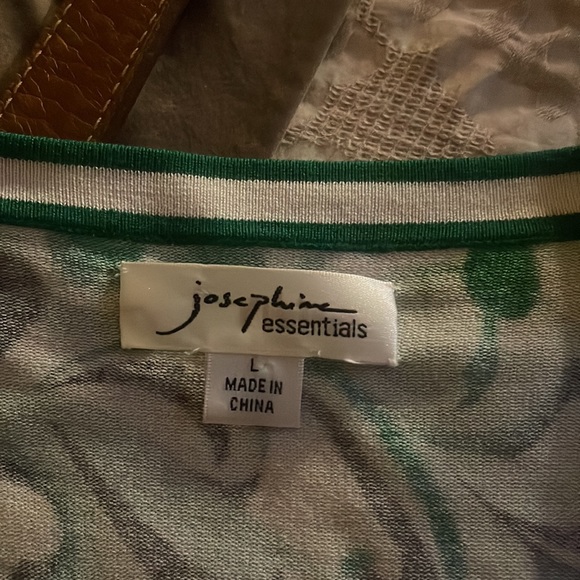 josephine
essentials
L
MADE IN
CHINA